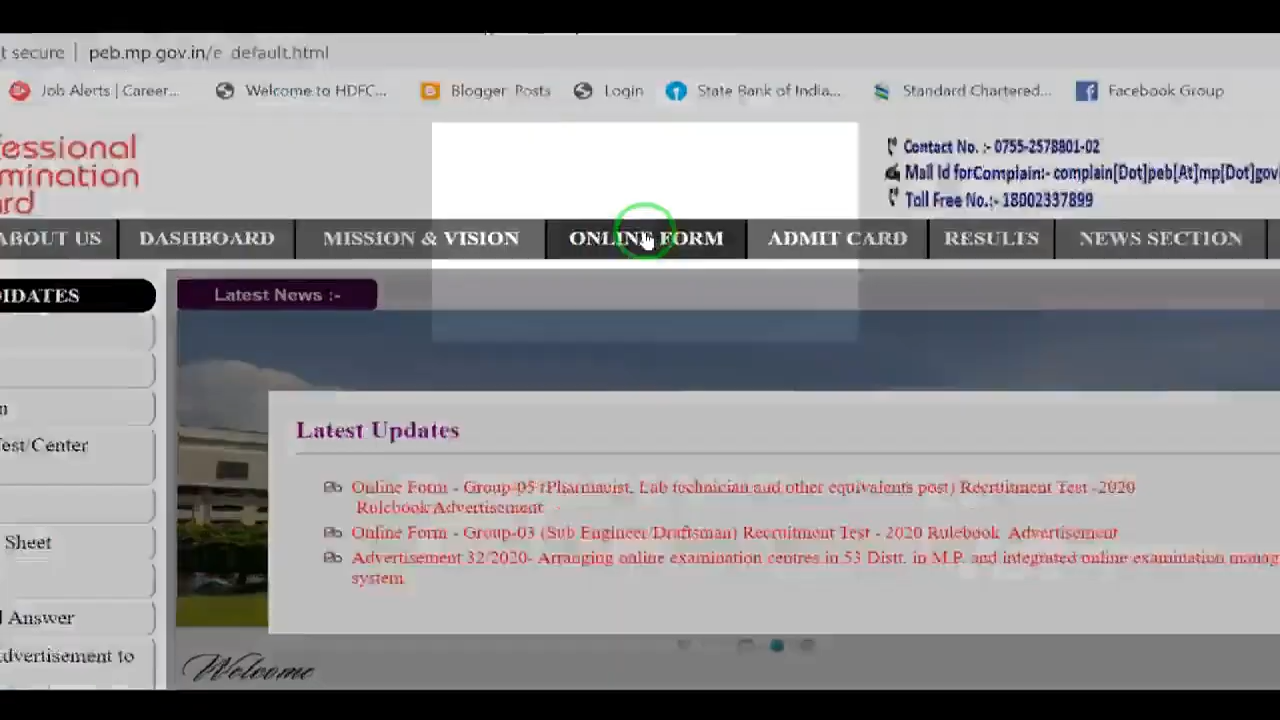 t secure | peb.mp.gov.in/e_default.html
Job Alerts | Career... Welcome to HDFC... Blogger: Posts Login State Bank of India... Standard Chartered... Facebook Group
essional
mination
ard
Contact No. :- 0755-2578801-02
Mail Id forComplain:- complain[Dot]peb[At]mp[Dot]gov
Toll Free No.:- 18002337899
ABOUT US DASHBOARD MISSION & VISION ONLINE FORM ADMIT CARD RESULTS NEWS SECTION
IDATES
Latest News :-
n
Test/Center
Sheet
Answer
dvertisement to
Latest Updates
Online Form - Group-05 (Pharmacist, Lab technician and other equivalents post) Recruitment Test -2020
Rulebook Advertisement
Online Form - Group-03 (Sub Engineer/Draftsman) Recruitment Test - 2020 Rulebook Advertisement
Advertisement 32/2020- Arranging online examination centres in 53 Distt. in M.P. and integrated online examination manag
system
Welcome